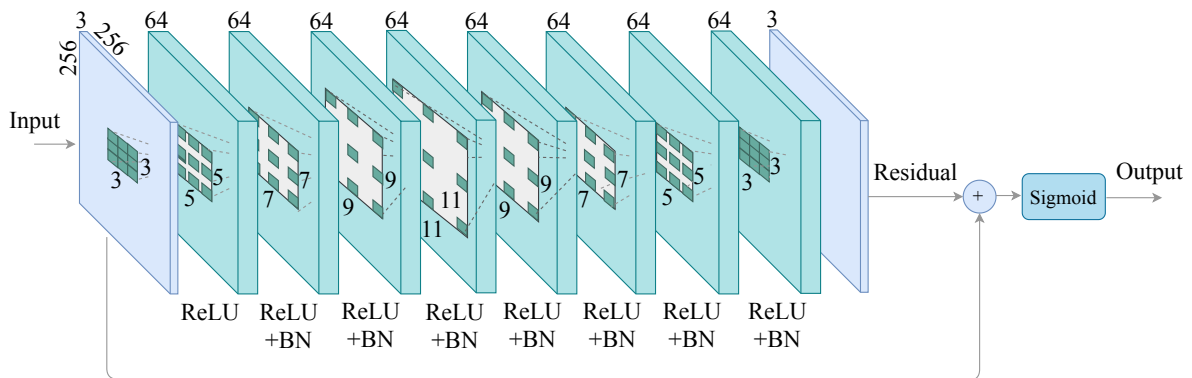 3 64 64 64 64 64 64 64 3
256 256
Input
3 3
5 5
7 7
9 9
11 11
9 9
7 7
5 5
3 3
Residual
+
Sigmoid
Output
ReLU
ReLU
+BN
ReLU
+BN
ReLU
+BN
ReLU
+BN
ReLU
+BN
ReLU
+BN
ReLU
+BN